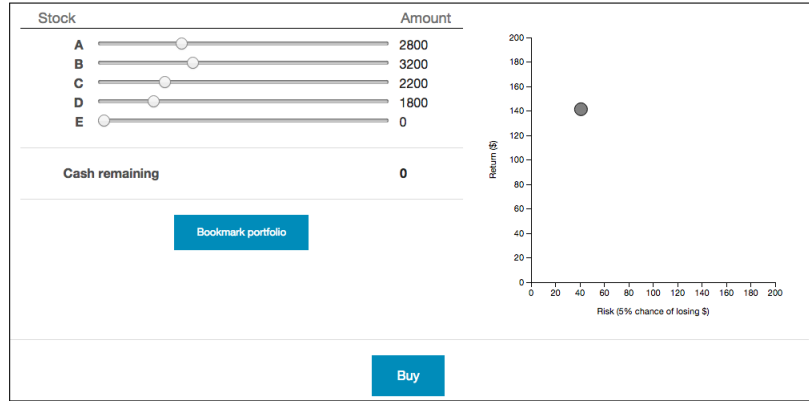 Stock Amount
A 2800
B 3200
C 2200
D 1800
E 0
Cash remaining 0
Bookmark portfolio
200
180
160
140
120
100
80
60
40
20
0
Return ($)
0 20 40 60 80 100 120 140 160 180 200
Risk (5% chance of losing $)
Buy